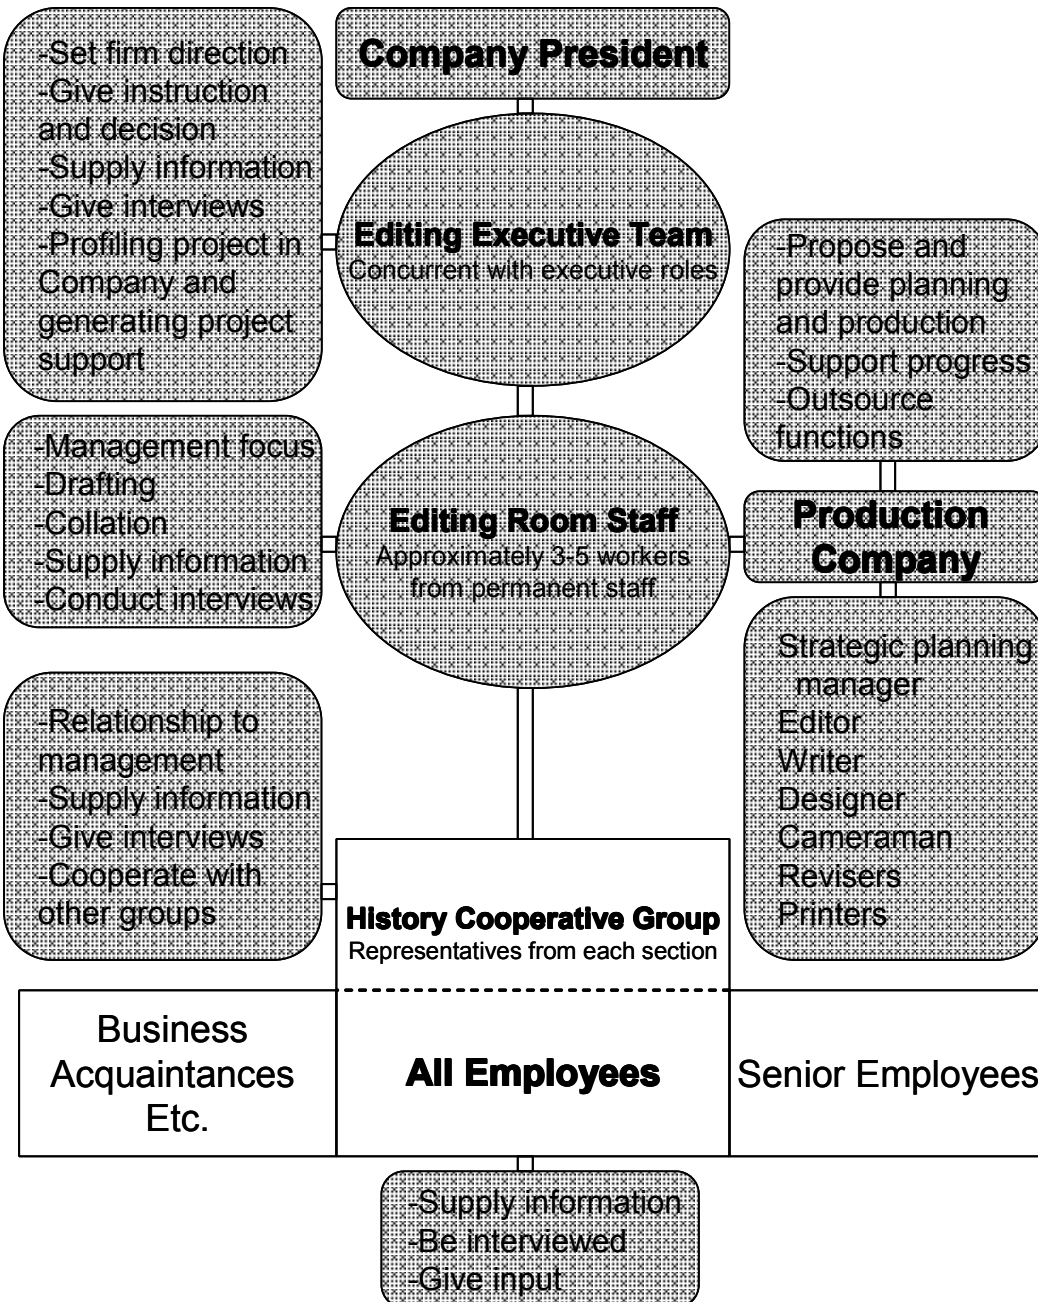 Company President
-Set firm direction
-Give instruction
and decision
-Supply information
-Give interviews
-Profiling project in
Company and
generating project
support
Editing Executive Team
Concurrent with executive roles
-Propose and
provide planning
and production
-Support progress
-Outsource
functions
-Management focus
-Drafting
-Collation
-Supply information
-Conduct interviews
Editing Room Staff
Approximately 3-5 workers
from permanent staff
Production
Company
Strategic planning
manager
Editor
Writer
Designer
Cameraman
Revisers
Printers
-Relationship to
management
-Supply information
-Give interviews
-Cooperate with
other groups
History Cooperative Group
Representatives from each section
Business
Acquaintances
Etc.
All Employees
Senior Employees
-Supply information
-Be interviewed
-Give input